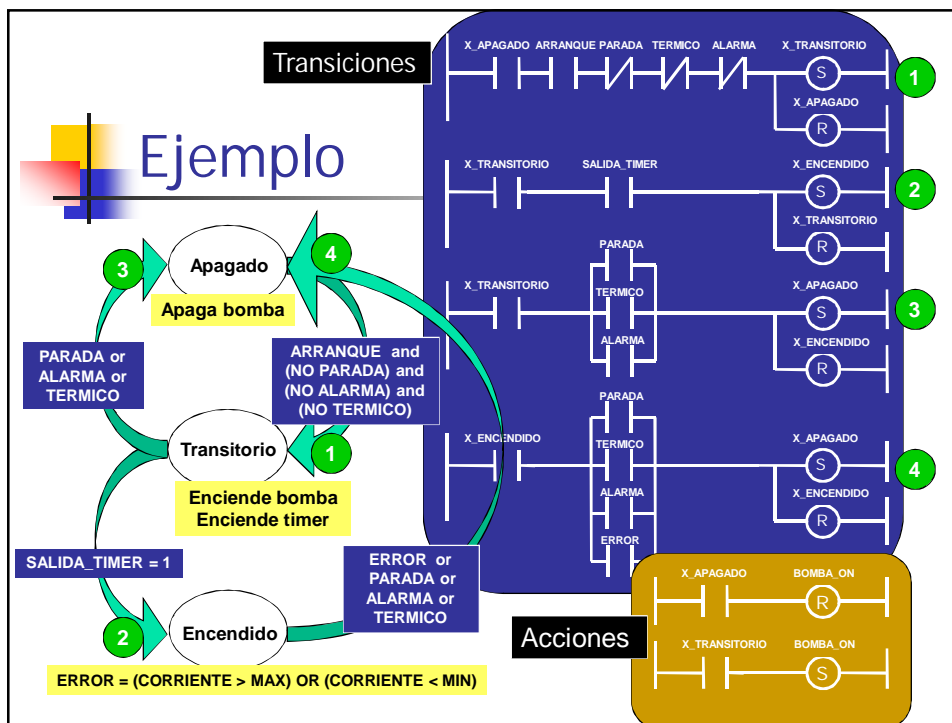 Transiciones
X_APAGADO ARRANQUE PARADA TERMICO ALARMA X_TRANSITORIO
S
1
X_APAGADO
R
Ejemplo
X_TRANSITORIO SALIDA_TIMER X_ENCENDIDO
S
2
X_TRANSITORIO
R
PARADA
X_TRANSITORIO TERMICO X_APAGADO
S
3
ALARMA X_ENCENDIDO
R
PARADA
X_ENCENDIDO TERMICO X_APAGADO
S
4
ALARMA X_ENCENDIDO
R
ERROR
3
Apagado
4
Apaga bomba
PARADA or
ALARMA or
TERMICO
ARRANQUE and
(NO PARADA) and
(NO ALARMA) and
(NO TERMICO)
Transitorio
1
Enciende bomba
Enciende timer
SALIDA_TIMER = 1
ERROR or
PARADA or
ALARMA or
TERMICO
2
Encendido
ERROR = (CORRIENTE > MAX) OR (CORRIENTE < MIN)
Acciones
X_APAGADO BOMBA_ON
R
X_TRANSITORIO BOMBA_ON
S